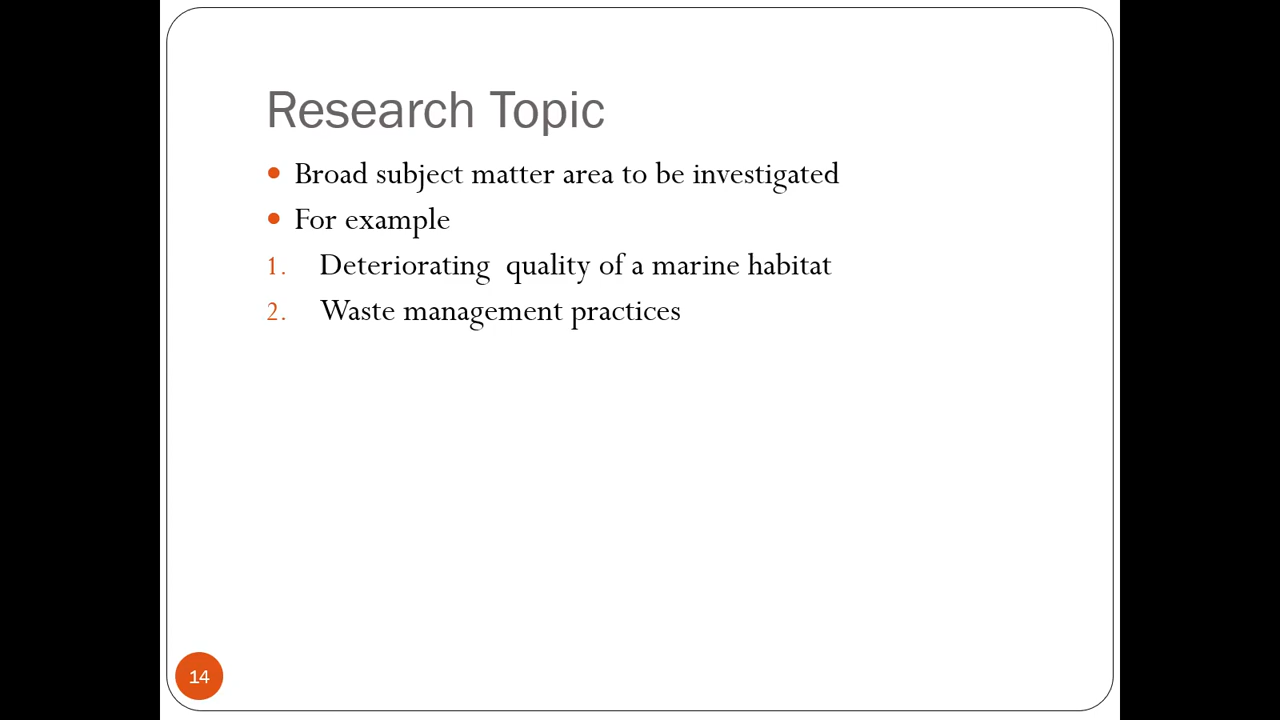 Research Topic
• Broad subject matter area to be investigated
• For example
1. Deteriorating  quality of a marine habitat
2. Waste management practices
14